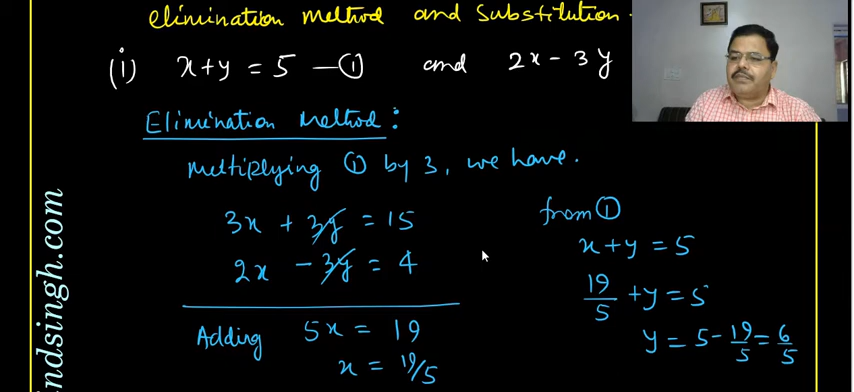 elimination method and substitution.
(i) x+y = 5 —① and 2x − 3y
Elimination Method:
Multiplying ① by 3, we have.
3x + 3y = 15
2x − 3y = 4
Adding 5x = 19
x = 19/5
from ①
x+y = 5
19/5 + y = 5
y = 5 − 19/5 = 6/5
ndsingh.com